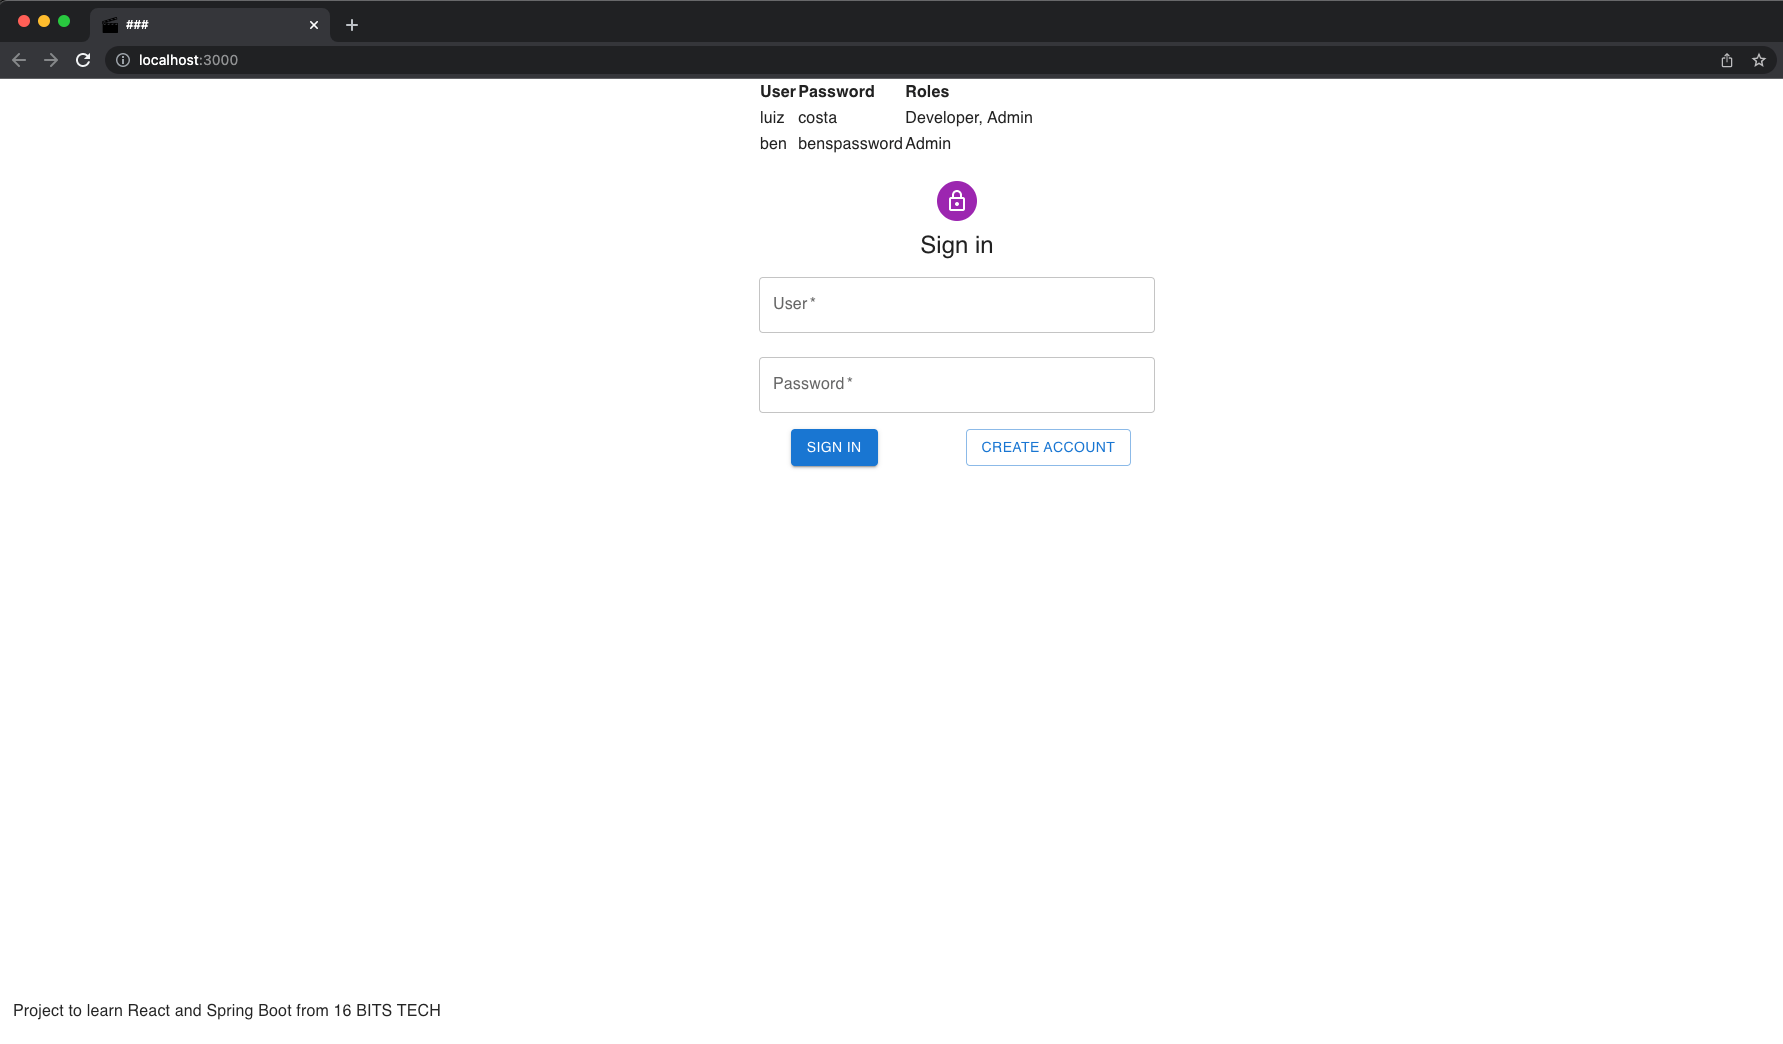 ###
localhost:3000
User Password Roles
luiz costa Developer, Admin
ben benspassword Admin
Sign in
User *
Password *
SIGN IN CREATE ACCOUNT
Project to learn React and Spring Boot from 16 BITS TECH